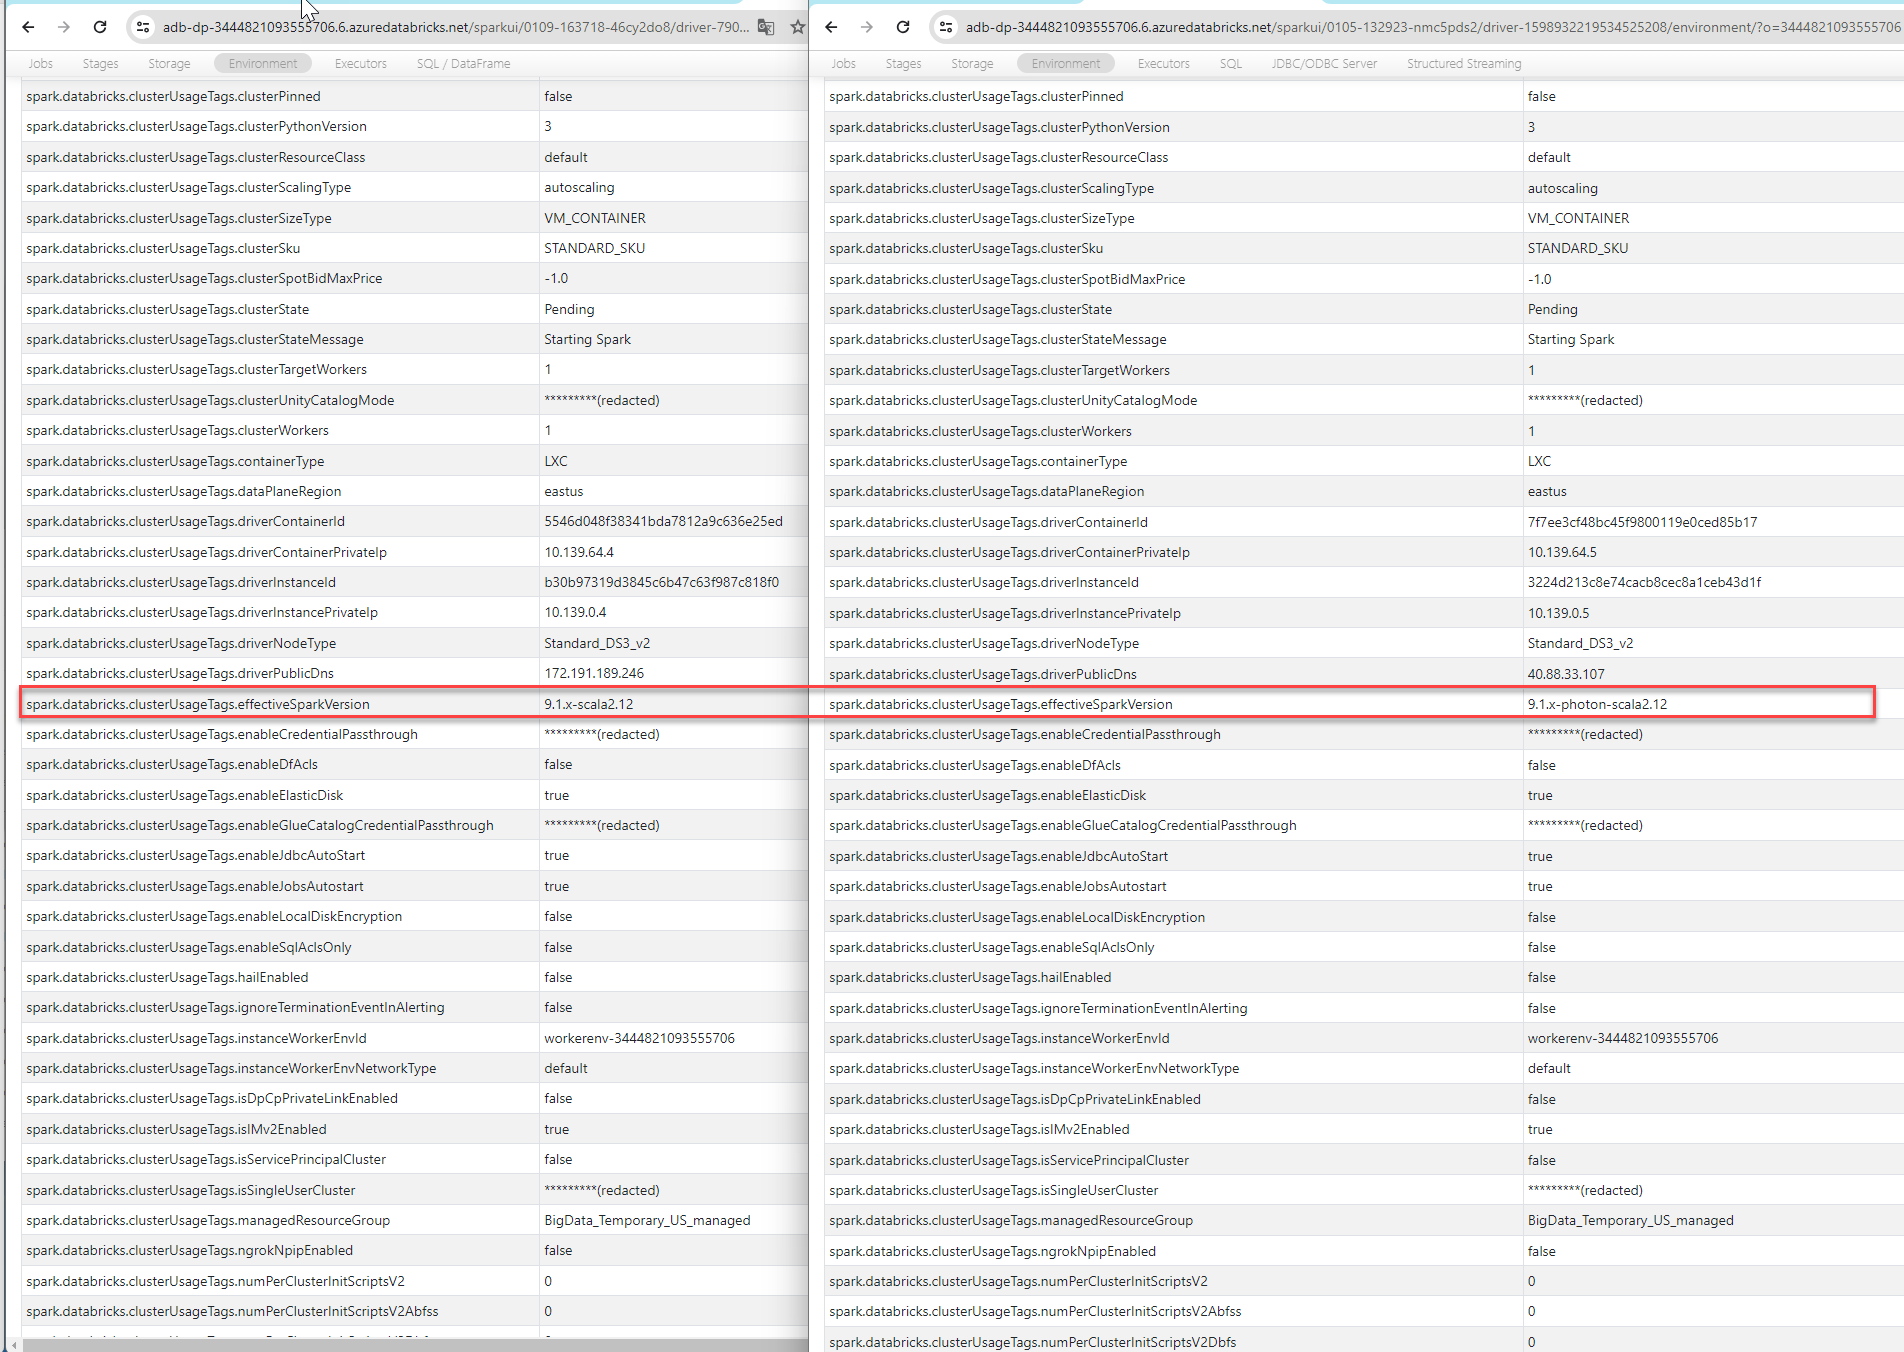 adb-dp-3444821093555706.6.azuredatabricks.net/sparkui/0109-163718-46cy2do8/driver-790...
Jobs Stages Storage Environment Executors SQL / DataFrame
spark.databricks.clusterUsageTags.clusterPinned false
spark.databricks.clusterUsageTags.clusterPythonVersion 3
spark.databricks.clusterUsageTags.clusterResourceClass default
spark.databricks.clusterUsageTags.clusterScalingType autoscaling
spark.databricks.clusterUsageTags.clusterSizeType VM_CONTAINER
spark.databricks.clusterUsageTags.clusterSku STANDARD_SKU
spark.databricks.clusterUsageTags.clusterSpotBidMaxPrice -1.0
spark.databricks.clusterUsageTags.clusterState Pending
spark.databricks.clusterUsageTags.clusterStateMessage Starting Spark
spark.databricks.clusterUsageTags.clusterTargetWorkers 1
spark.databricks.clusterUsageTags.clusterUnityCatalogMode *********(redacted)
spark.databricks.clusterUsageTags.clusterWorkers 1
spark.databricks.clusterUsageTags.containerType LXC
spark.databricks.clusterUsageTags.dataPlaneRegion eastus
spark.databricks.clusterUsageTags.driverContainerId 5546d048f38341bda7812a9c636e25ed
spark.databricks.clusterUsageTags.driverContainerPrivateIp 10.139.64.4
spark.databricks.clusterUsageTags.driverInstanceId b30b97319d3845c6b47c63f987c818f0
spark.databricks.clusterUsageTags.driverInstancePrivateIp 10.139.0.4
spark.databricks.clusterUsageTags.driverNodeType Standard_DS3_v2
spark.databricks.clusterUsageTags.driverPublicDns 172.191.189.246
spark.databricks.clusterUsageTags.effectiveSparkVersion 9.1.x-scala2.12
spark.databricks.clusterUsageTags.enableCredentialPassthrough *********(redacted)
spark.databricks.clusterUsageTags.enableDfAcls false
spark.databricks.clusterUsageTags.enableElasticDisk true
spark.databricks.clusterUsageTags.enableGlueCatalogCredentialPassthrough *********(redacted)
spark.databricks.clusterUsageTags.enableJdbcAutoStart true
spark.databricks.clusterUsageTags.enableJobsAutostart true
spark.databricks.clusterUsageTags.enableLocalDiskEncryption false
spark.databricks.clusterUsageTags.enableSqlAclsOnly false
spark.databricks.clusterUsageTags.hailEnabled false
spark.databricks.clusterUsageTags.ignoreTerminationEventInAlerting false
spark.databricks.clusterUsageTags.instanceWorkerEnvId workerenv-3444821093555706
spark.databricks.clusterUsageTags.instanceWorkerEnvNetworkType default
spark.databricks.clusterUsageTags.isDpCpPrivateLinkEnabled false
spark.databricks.clusterUsageTags.isIMv2Enabled true
spark.databricks.clusterUsageTags.isServicePrincipalCluster false
spark.databricks.clusterUsageTags.isSingleUserCluster *********(redacted)
spark.databricks.clusterUsageTags.managedResourceGroup BigData_Temporary_US_managed
spark.databricks.clusterUsageTags.ngrokNpipEnabled false
spark.databricks.clusterUsageTags.numPerClusterInitScriptsV2 0
spark.databricks.clusterUsageTags.numPerClusterInitScriptsV2Abfss 0
adb-dp-3444821093555706.6.azuredatabricks.net/sparkui/0105-132923-nmc5pds2/driver-1598932219534525208/environment/?o=3444821093555706
Jobs Stages Storage Environment Executors SQL JDBC/ODBC Server Structured Streaming
spark.databricks.clusterUsageTags.clusterPinned false
spark.databricks.clusterUsageTags.clusterPythonVersion 3
spark.databricks.clusterUsageTags.clusterResourceClass default
spark.databricks.clusterUsageTags.clusterScalingType autoscaling
spark.databricks.clusterUsageTags.clusterSizeType VM_CONTAINER
spark.databricks.clusterUsageTags.clusterSku STANDARD_SKU
spark.databricks.clusterUsageTags.clusterSpotBidMaxPrice -1.0
spark.databricks.clusterUsageTags.clusterState Pending
spark.databricks.clusterUsageTags.clusterStateMessage Starting Spark
spark.databricks.clusterUsageTags.clusterTargetWorkers 1
spark.databricks.clusterUsageTags.clusterUnityCatalogMode *********(redacted)
spark.databricks.clusterUsageTags.clusterWorkers 1
spark.databricks.clusterUsageTags.containerType LXC
spark.databricks.clusterUsageTags.dataPlaneRegion eastus
spark.databricks.clusterUsageTags.driverContainerId 7f7ee3cf48bc45f9800119e0ced85b17
spark.databricks.clusterUsageTags.driverContainerPrivateIp 10.139.64.5
spark.databricks.clusterUsageTags.driverInstanceId 3224d213c8e74cacb8cec8a1ceb43d1f
spark.databricks.clusterUsageTags.driverInstancePrivateIp 10.139.0.5
spark.databricks.clusterUsageTags.driverNodeType Standard_DS3_v2
spark.databricks.clusterUsageTags.driverPublicDns 40.88.33.107
spark.databricks.clusterUsageTags.effectiveSparkVersion 9.1.x-photon-scala2.12
spark.databricks.clusterUsageTags.enableCredentialPassthrough *********(redacted)
spark.databricks.clusterUsageTags.enableDfAcls false
spark.databricks.clusterUsageTags.enableElasticDisk true
spark.databricks.clusterUsageTags.enableGlueCatalogCredentialPassthrough *********(redacted)
spark.databricks.clusterUsageTags.enableJdbcAutoStart true
spark.databricks.clusterUsageTags.enableJobsAutostart true
spark.databricks.clusterUsageTags.enableLocalDiskEncryption false
spark.databricks.clusterUsageTags.enableSqlAclsOnly false
spark.databricks.clusterUsageTags.hailEnabled false
spark.databricks.clusterUsageTags.ignoreTerminationEventInAlerting false
spark.databricks.clusterUsageTags.instanceWorkerEnvId workerenv-3444821093555706
spark.databricks.clusterUsageTags.instanceWorkerEnvNetworkType default
spark.databricks.clusterUsageTags.isDpCpPrivateLinkEnabled false
spark.databricks.clusterUsageTags.isIMv2Enabled true
spark.databricks.clusterUsageTags.isServicePrincipalCluster false
spark.databricks.clusterUsageTags.isSingleUserCluster *********(redacted)
spark.databricks.clusterUsageTags.managedResourceGroup BigData_Temporary_US_managed
spark.databricks.clusterUsageTags.ngrokNpipEnabled false
spark.databricks.clusterUsageTags.numPerClusterInitScriptsV2 0
spark.databricks.clusterUsageTags.numPerClusterInitScriptsV2Abfss 0
spark.databricks.clusterUsageTags.numPerClusterInitScriptsV2Dbfs 0